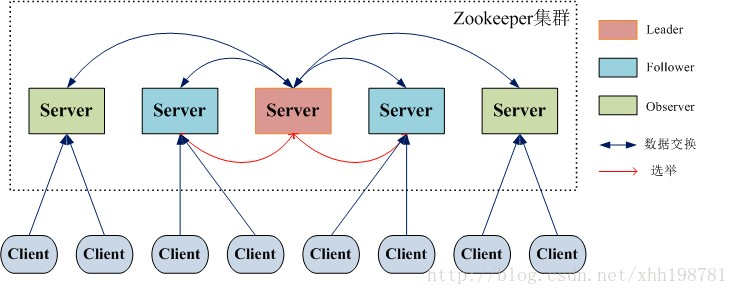 Zookeeper集群
Leader
Follower
Observer
数据交换
选举
Server
Server
Server
Server
Server
Client
Client
Client
Client
Client
Client
Client
Client
http://blog.csdn.net/xhh198781